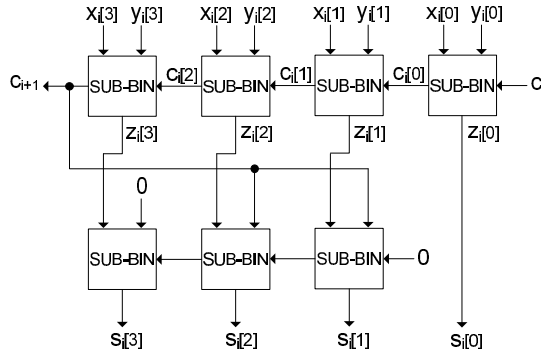 xi[3] yi[3] xi[2] yi[2] xi[1] yi[1] xi[0] yi[0]
ci+1 SUB-BIN ci[2] SUB-BIN ci[1] SUB-BIN ci[0] SUB-BIN c
zi[3] zi[2] zi[1] zi[0]
0
SUB-BIN SUB-BIN SUB-BIN 0
si[3] si[2] si[1] si[0]